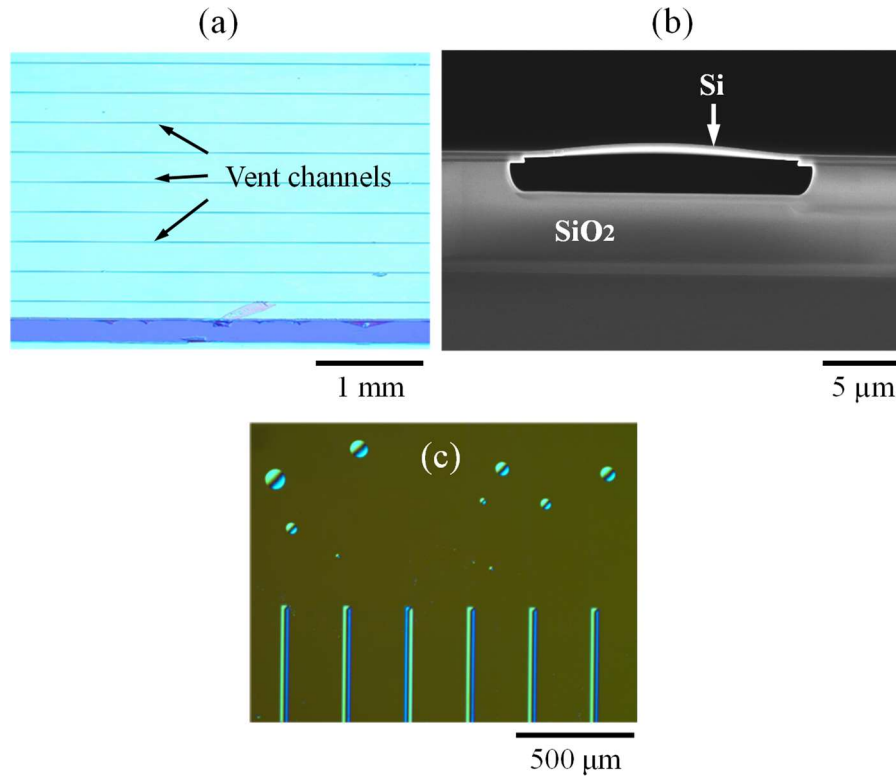 (a)
(b)
Vent channels
Si
SiO2
1 mm
5 μm
(c)
500 μm